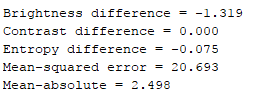 Brightness difference = -1.319
Contrast difference = 0.000
Entropy difference = -0.075
Mean-squared error = 20.693
Mean-absolute = 2.498